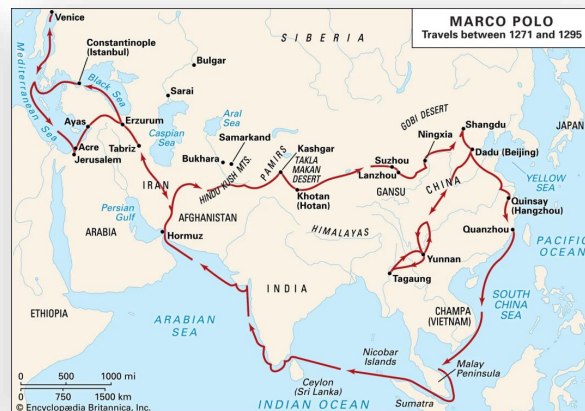 MARCO POLO
Travels between 1271 and 1295
Venice
Constantinople
(Istanbul)
SIBERIA
Bulgar
Mediterranean Sea
Black Sea
Sarai
Aral
Sea
GOBI DESERT
Shangdu
Ayas
Erzurum
Caspian
Sea
Samarkand
Kashgar
Ningxia
JAPAN
Acre
Jerusalem
Tabriz
Bukhara
PAMIRS
TAKLA
MAKAN
DESERT
Suzhou
Lanzhou
Dadu (Beijing)
IRAN
HINDU KUSH MTS.
Khotan
(Hotan)
GANSU
CHINA
YELLOW
SEA
Persian
Gulf
AFGHANISTAN
Quinsay
(Hangzhou)
ARABIA
Hormuz
HIMALAYAS
Quanzhou
PACIFIC
OCEAN
Yunnan
INDIA
Tagaung
ETHIOPIA
ARABIAN
SEA
CHAMPA
(VIETNAM)
SOUTH
CHINA
SEA
Nicobar
Islands
Malay
Peninsula
0 500 1000 mi
0 750 1500 km
Ceylon
(Sri Lanka)
Sumatra
© Encyclopædia Britannica, Inc.
INDIAN OCEAN